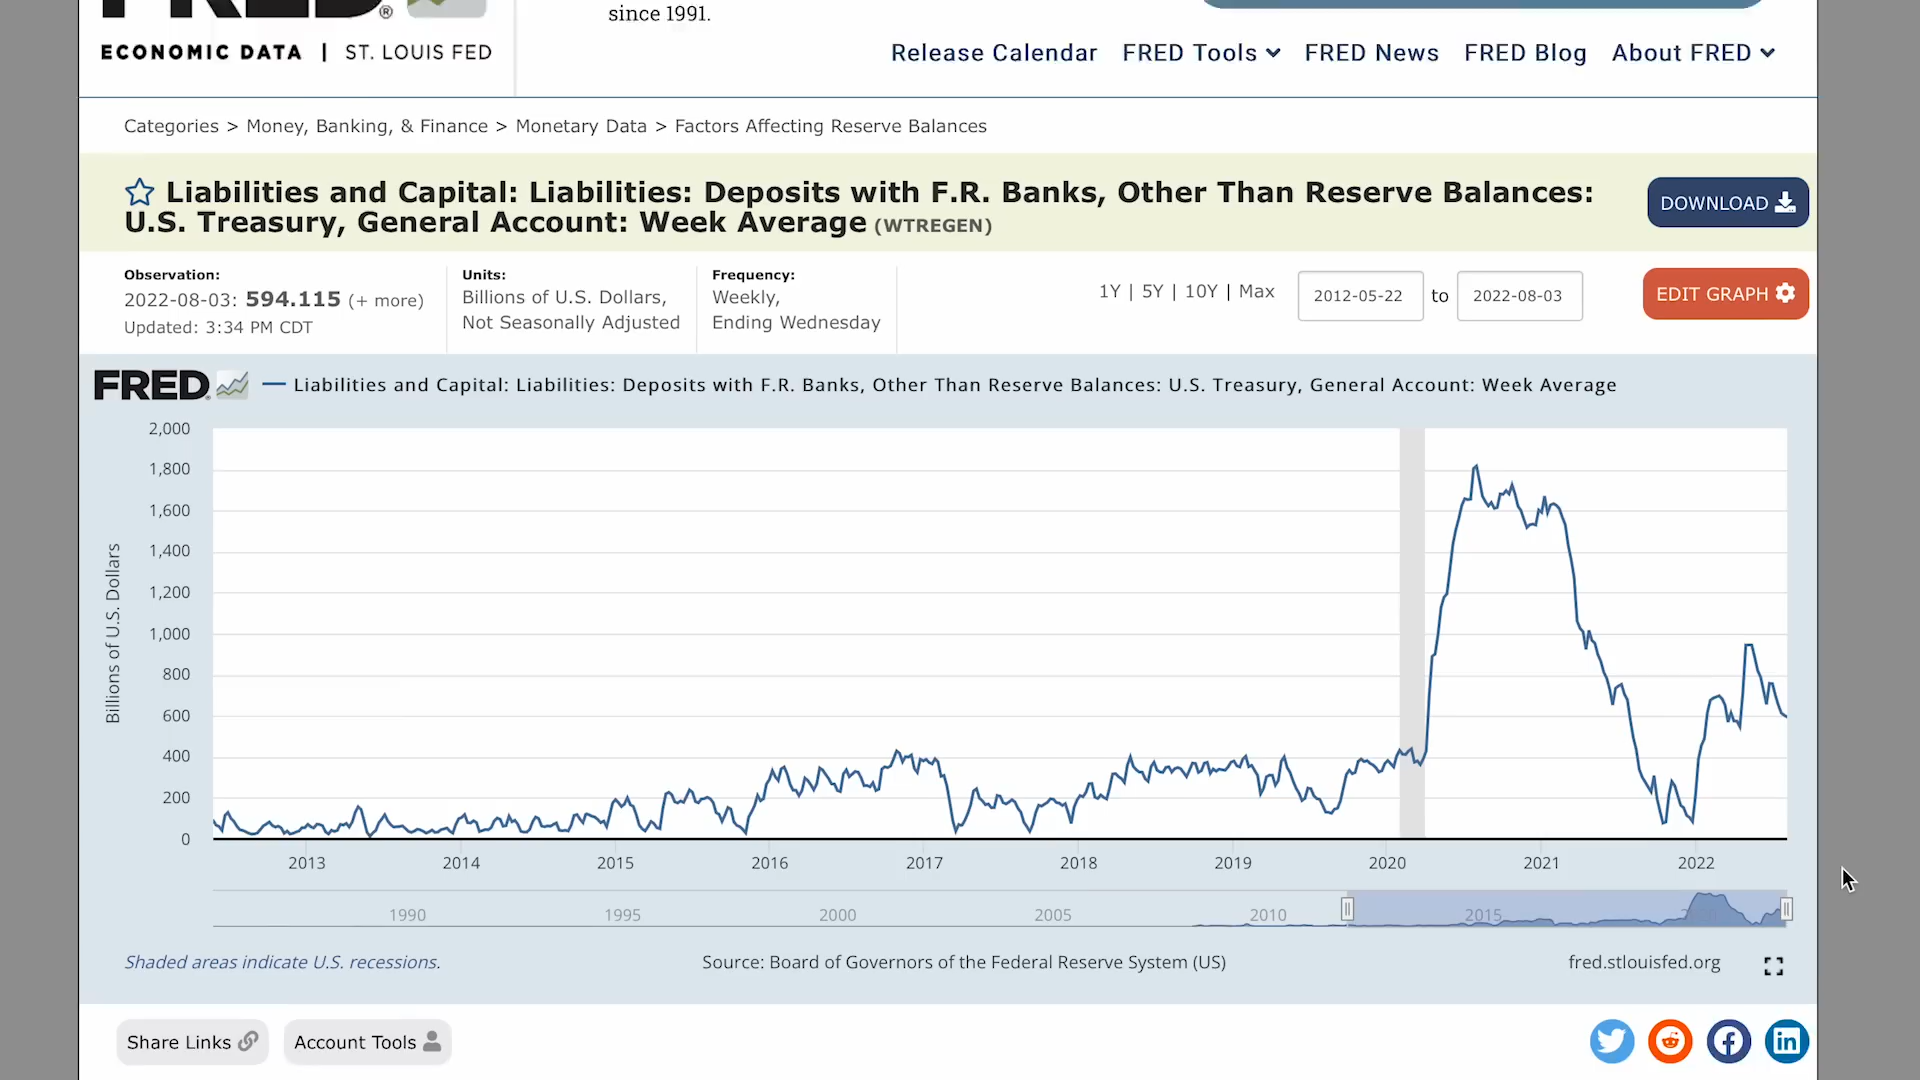 FRED®
since 1991.
ECONOMIC DATA | ST. LOUIS FED
Release Calendar FRED Tools FRED News FRED Blog About FRED
Categories > Money, Banking, & Finance > Monetary Data > Factors Affecting Reserve Balances
Liabilities and Capital: Liabilities: Deposits with F.R. Banks, Other Than Reserve Balances:
U.S. Treasury, General Account: Week Average (WTREGEN)
DOWNLOAD
Observation:
2022-08-03: 594.115 (+ more)
Updated: 3:34 PM CDT
Units:
Billions of U.S. Dollars,
Not Seasonally Adjusted
Frequency:
Weekly,
Ending Wednesday
1Y | 5Y | 10Y | Max
2012-05-22 to 2022-08-03
EDIT GRAPH
FRED
Liabilities and Capital: Liabilities: Deposits with F.R. Banks, Other Than Reserve Balances: U.S. Treasury, General Account: Week Average
Billions of U.S. Dollars
2,000
1,800
1,600
1,400
1,200
1,000
800
600
400
200
0
2013 2014 2015 2016 2017 2018 2019 2020 2021 2022
1990 1995 2000 2005 2010 2015
Shaded areas indicate U.S. recessions.
Source: Board of Governors of the Federal Reserve System (US)
fred.stlouisfed.org
Share Links
Account Tools